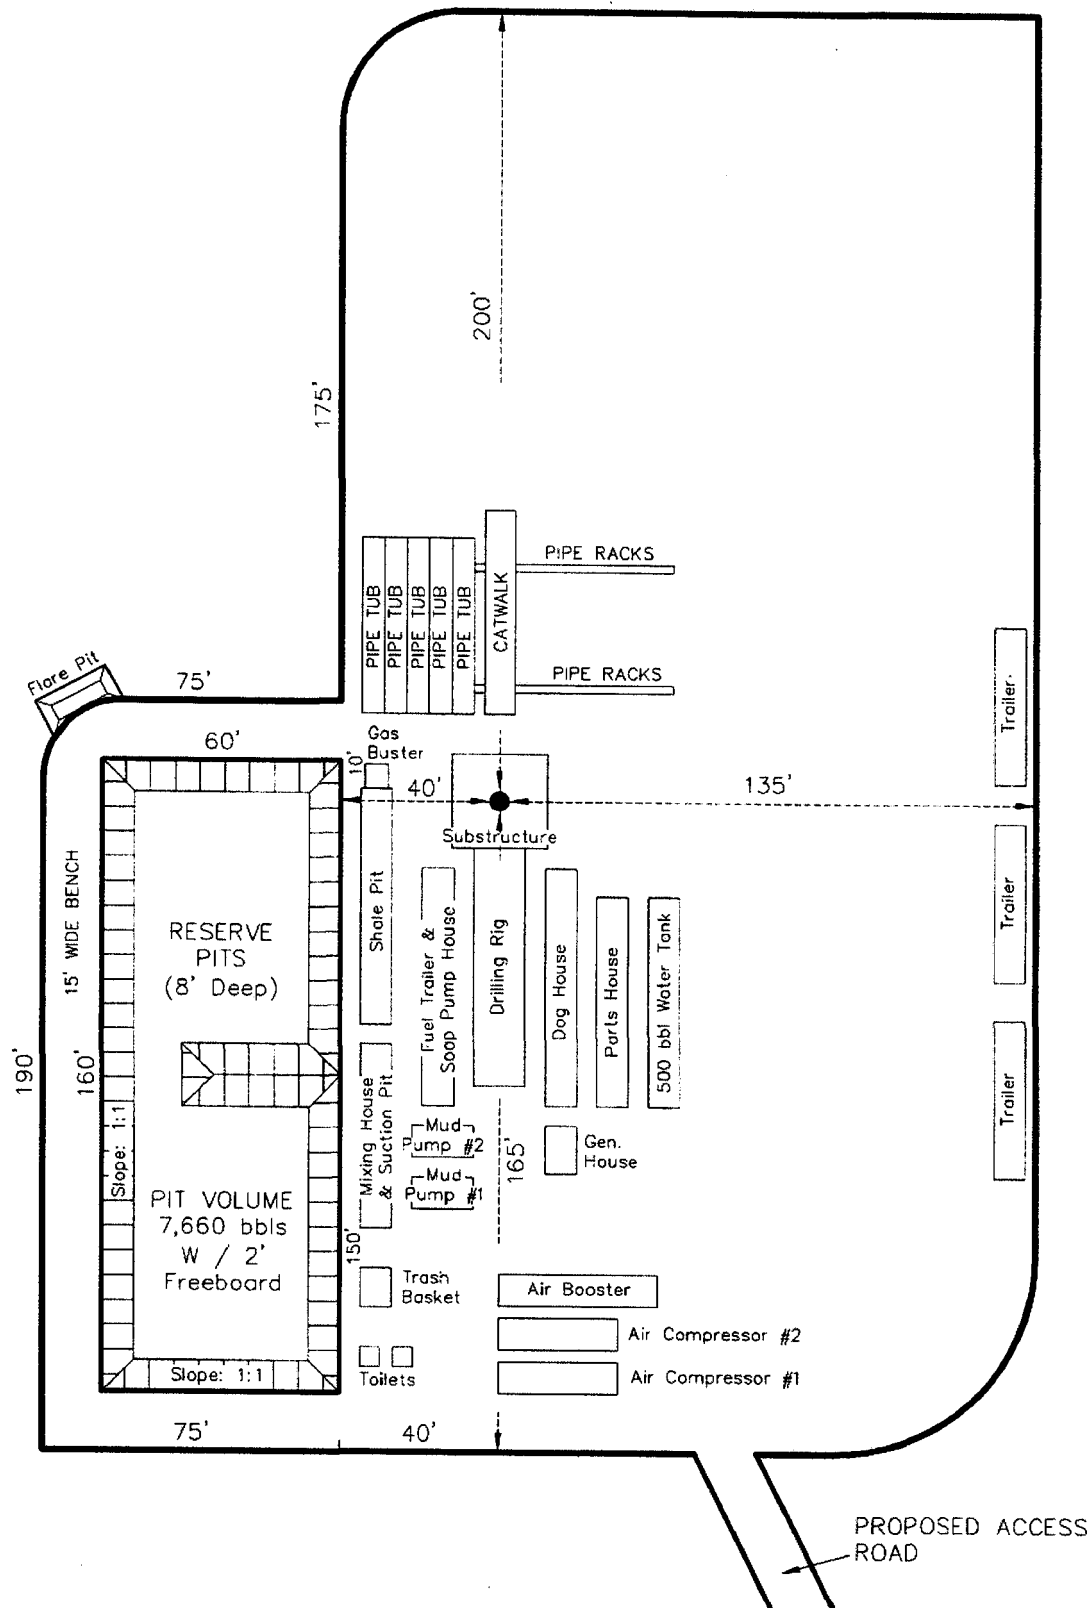 200'
175'
PIPE RACKS
PIPE TUB
PIPE TUB
PIPE TUB
PIPE TUB
PIPE TUB
CATWALK
PIPE RACKS
Flare Pit
75'
60'
10'
Gas
Buster
40'
135'
Substructure
Trailer
Trailer
Trailer
15' WIDE BENCH
RESERVE
PITS
(8' Deep)
Shale Pit
Fuel Trailer &
Soap Pump House
Drilling Rig
Dog House
Parts House
500 bbl Water Tank
190'
160'
Slope: 1:1
Mixing House
& Suction Pit
Mud
Pump #2
Mud
Pump #1
165'
Gen.
House
PIT VOLUME
7,660 bbls
W / 2'
Freeboard
150'
Trash
Basket
Air Booster
Air Compressor #2
Toilets
Air Compressor #1
Slope: 1:1
75'
40'
PROPOSED ACCESS
ROAD